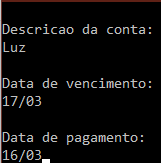 Descricao da conta:
Luz
Data de vencimento:
17/03
Data de pagamento:
16/03